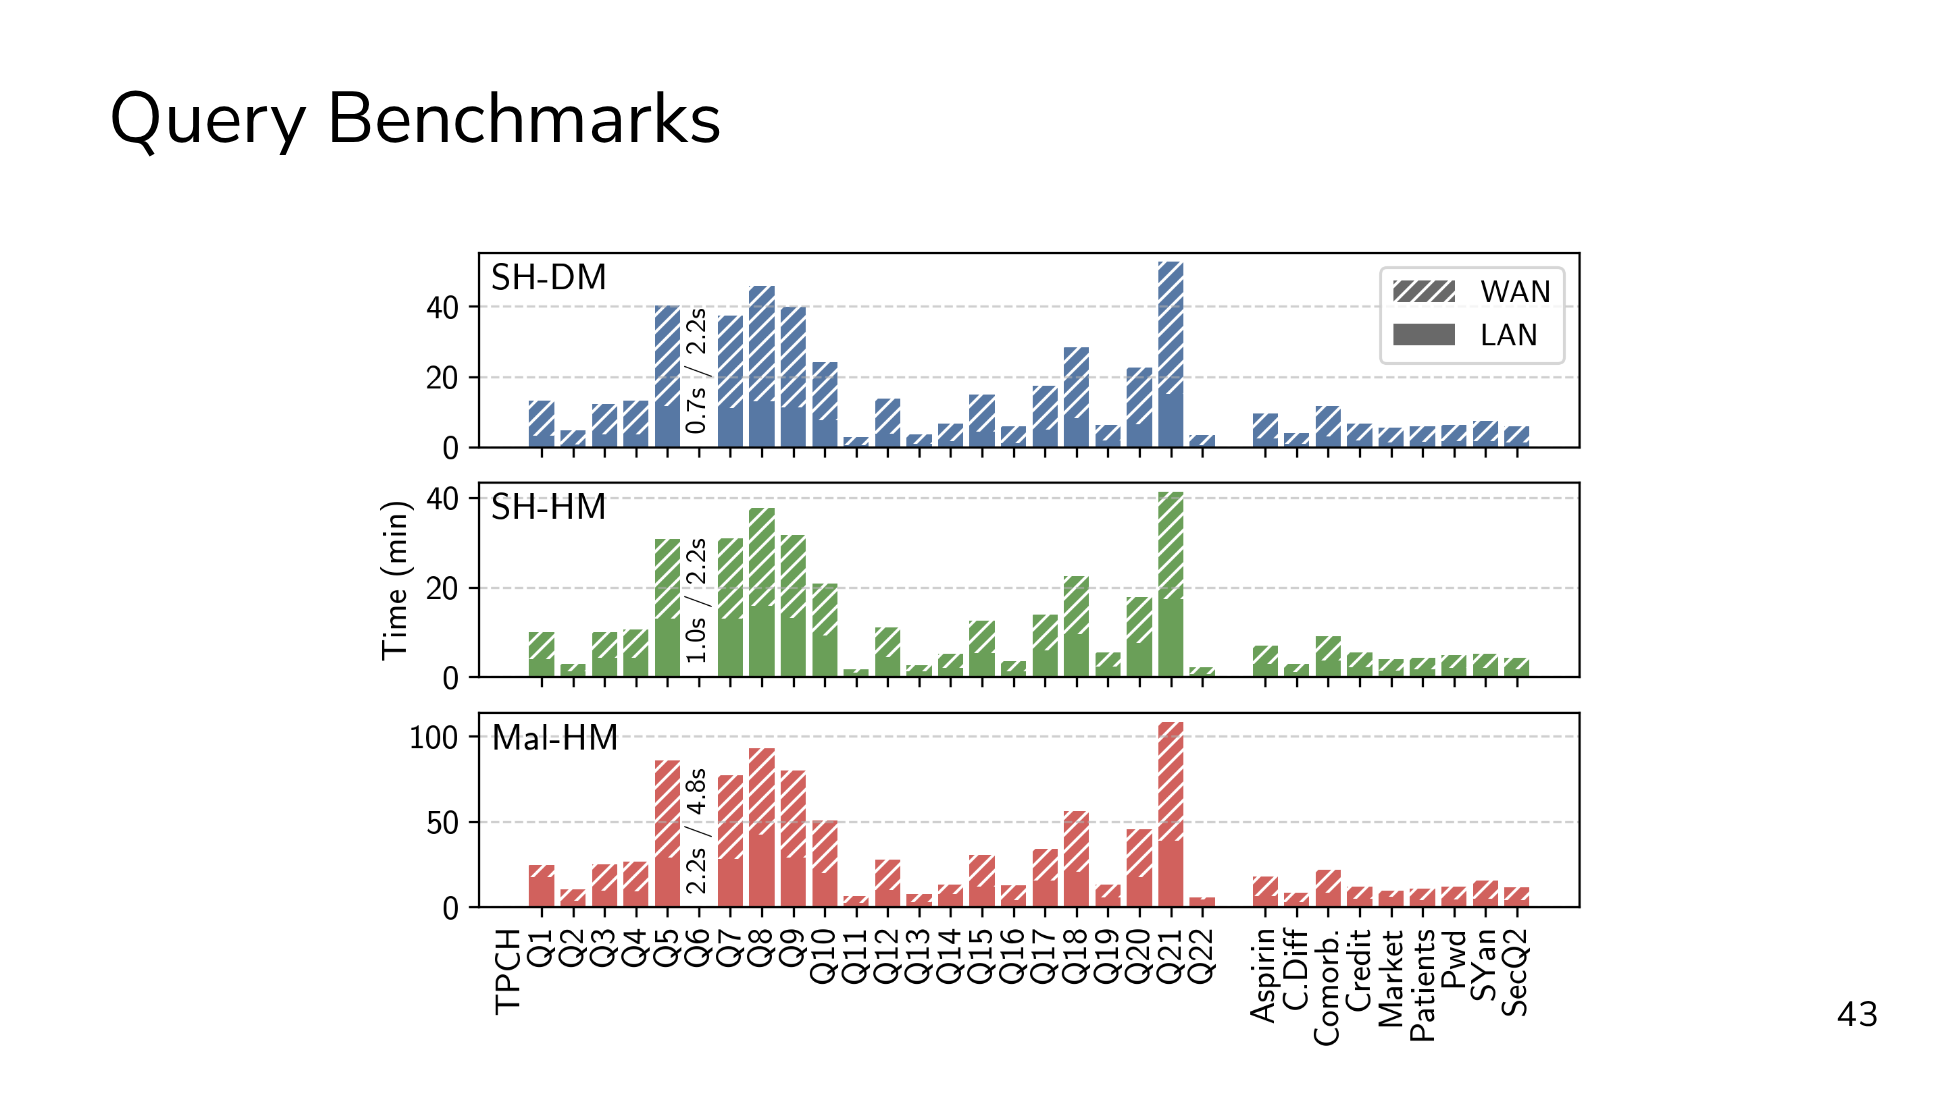 Query Benchmarks
SH-DM
WAN
LAN
40
20
0
0.7s / 2.2s
SH-HM
40
20
0
1.0s / 2.2s
Time (min)
Mal-HM
100
50
0
2.2s / 4.8s
TPCH
Q1
Q2
Q3
Q4
Q5
Q6
Q7
Q8
Q9
Q10
Q11
Q12
Q13
Q14
Q15
Q16
Q17
Q18
Q19
Q20
Q21
Q22
Aspirin
C.Diff
Comorb.
Credit
Market
Patients
Pwd
SYan
SecQ2
43